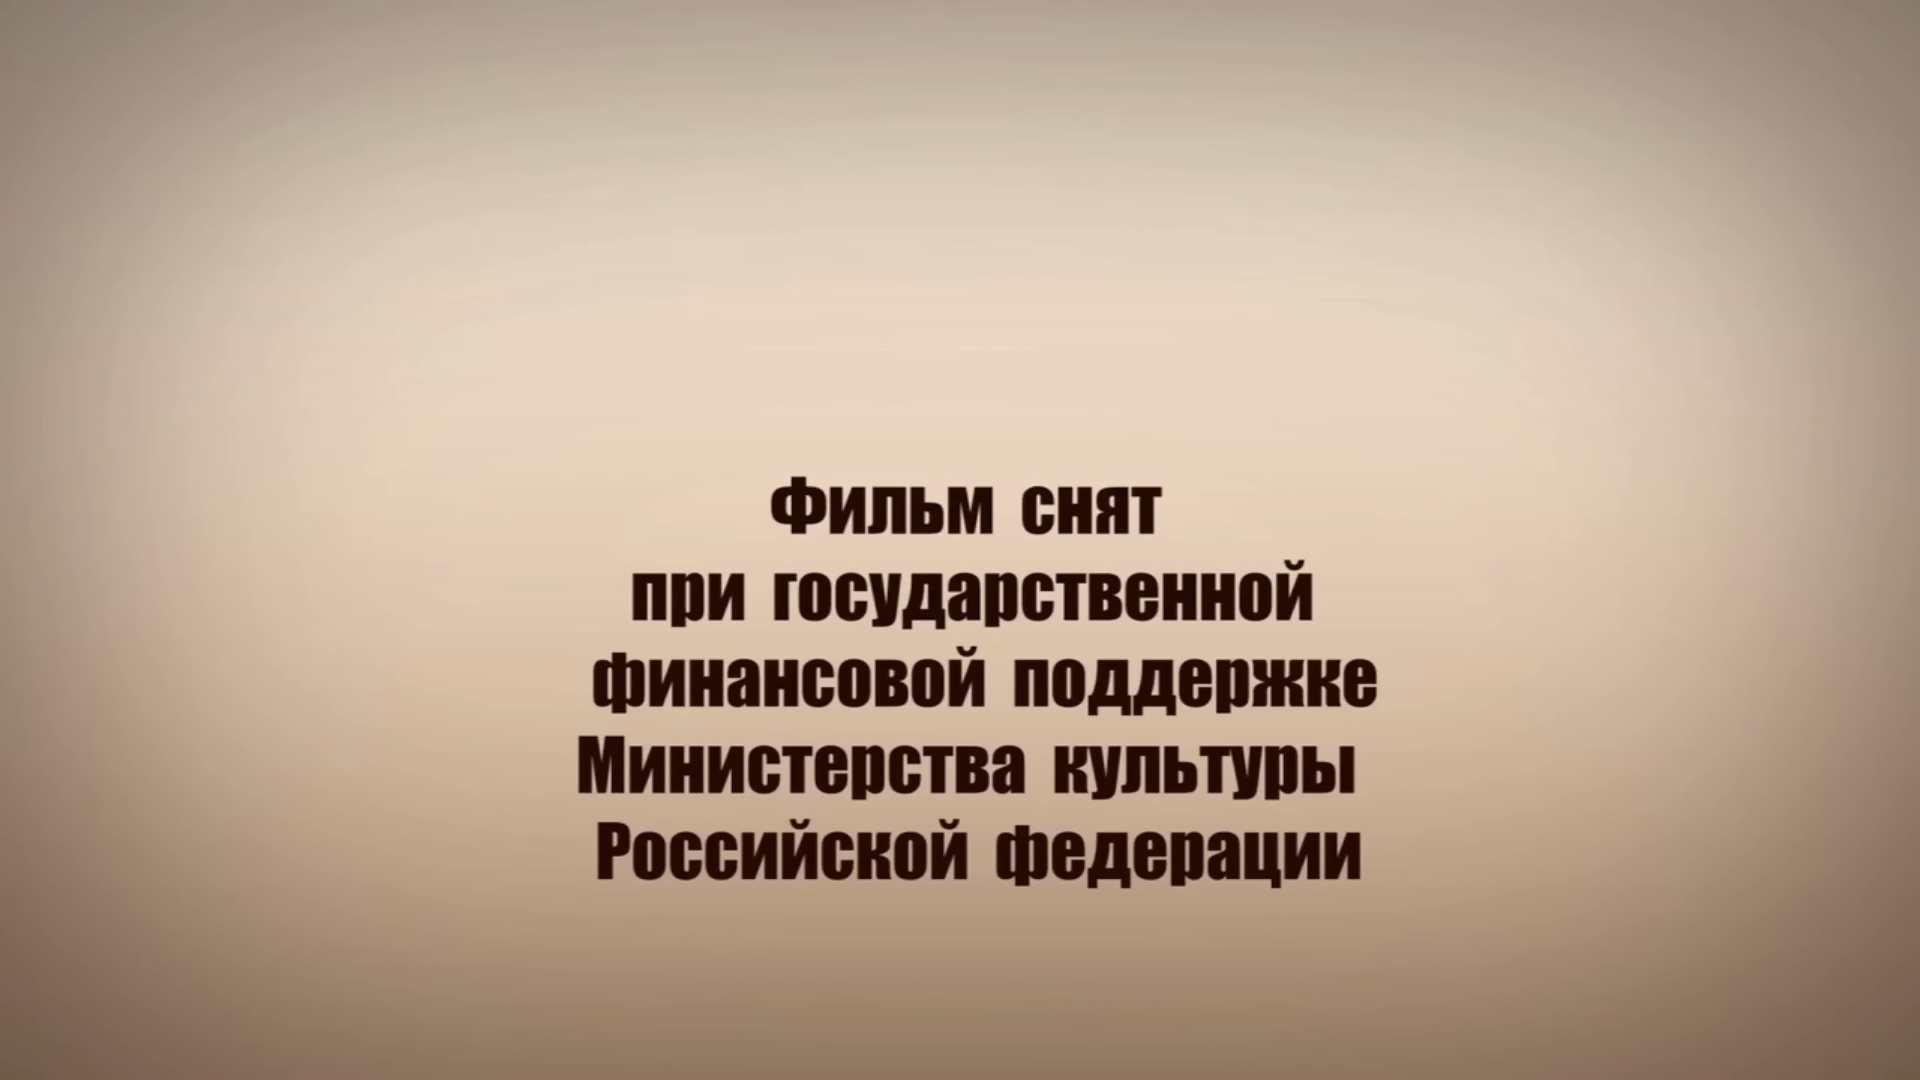 Фильм снят
при государственной
финансовой поддержке
Министерства культуры
Российской федерации